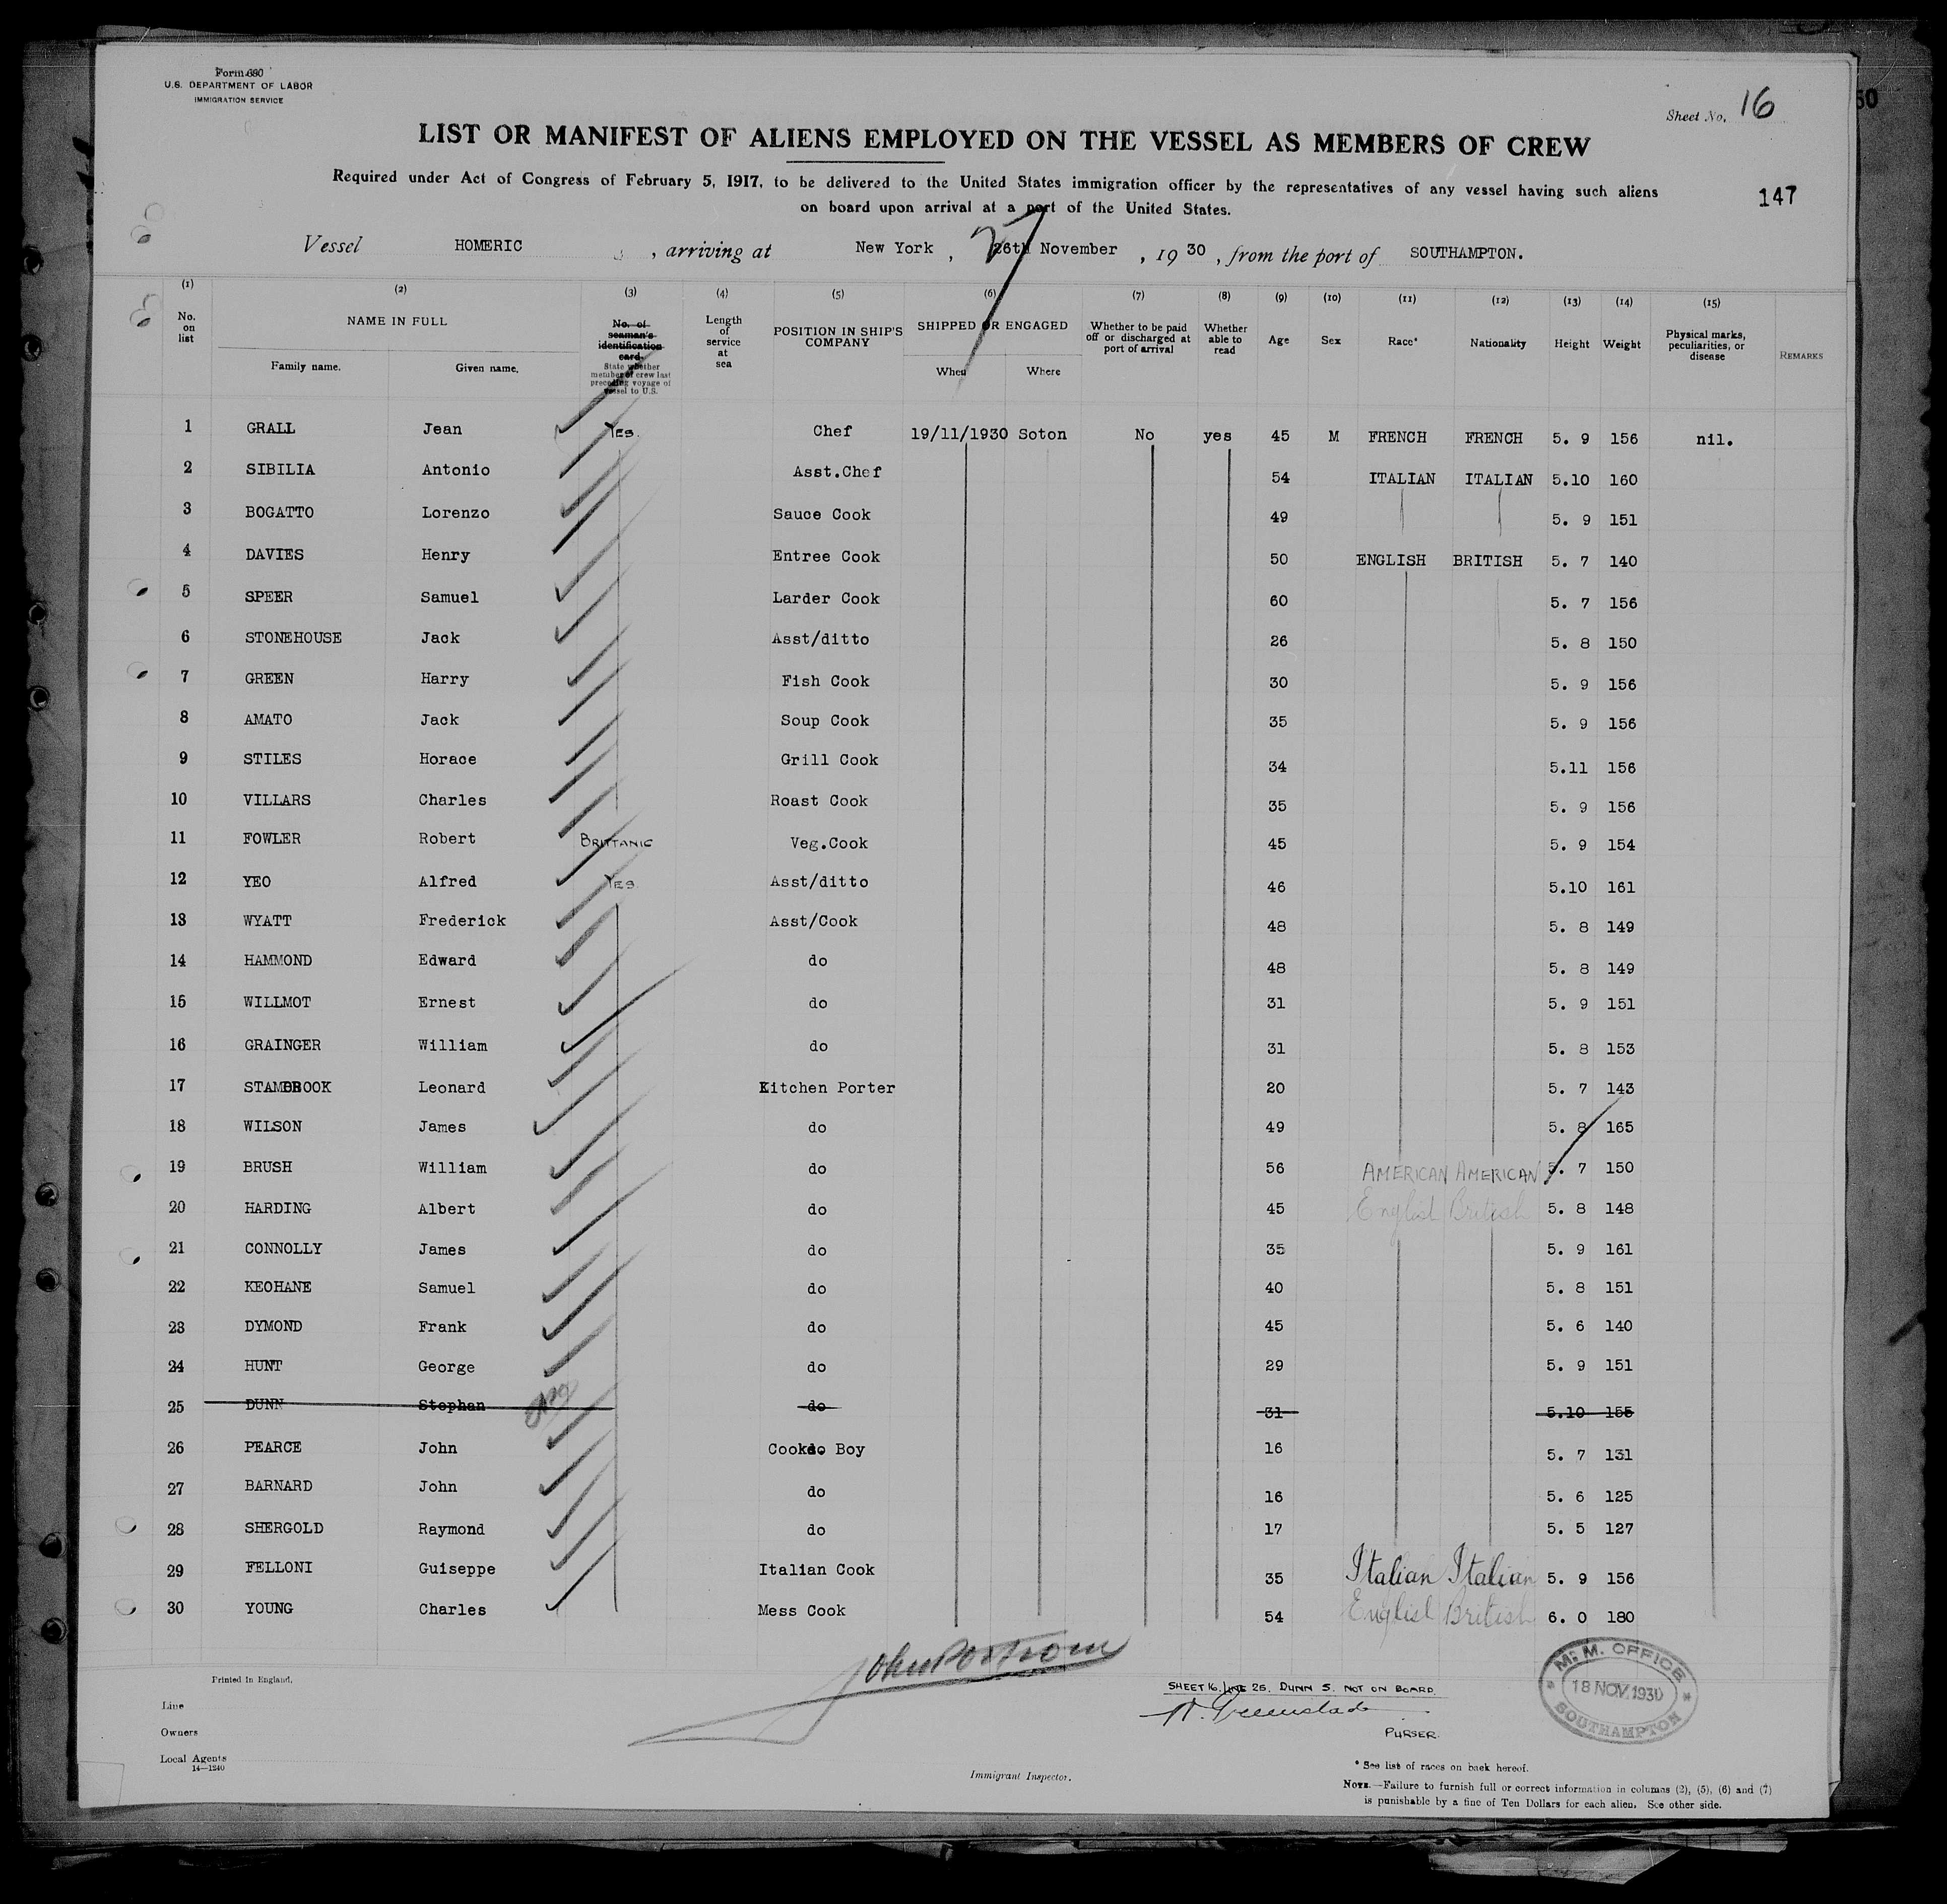 Form 680
U.S. DEPARTMENT OF LABOR
IMMIGRATION SERVICE
Sheet No. 16
50
LIST OR MANIFEST OF ALIENS EMPLOYED ON THE VESSEL AS MEMBERS OF CREW
Required under Act of Congress of February 5, 1917, to be delivered to the United States immigration officer by the representatives of any vessel having such aliens
on board upon arrival at a port of the United States.
147
Vessel HOMERIC , arriving at New York , 27 26th November , 19 30 , from the port of SOUTHAMPTON.
(1) (2) (3) (4) (5) (6) (7) (8) (9) (10) (11) (12) (13) (14) (15)
No. on list NAME IN FULL Family name. Given name. No. of seaman's identification card. State whether member of crew last preceding voyage of vessel to U.S. Length of service at sea POSITION IN SHIP'S COMPANY SHIPPED OR ENGAGED When Where Whether to be paid off or discharged at port of arrival Whether able to read Age Sex Race* Nationality Height Weight Physical marks, peculiarities, or disease REMARKS
1 GRALL Jean YES. Chef 19/11/1930 Soton No yes 45 M FRENCH FRENCH 5. 9 156 nil.
2 SIBILIA Antonio Asst.Chef 54 ITALIAN ITALIAN 5.10 160
3 BOGATTO Lorenzo Sauce Cook 49 5. 9 151
4 DAVIES Henry Entree Cook 50 ENGLISH BRITISH 5. 7 140
5 SPEER Samuel Larder Cook 60 5. 7 156
6 STONEHOUSE Jack Asst/ditto 26 5. 8 150
7 GREEN Harry Fish Cook 30 5. 9 156
8 AMATO Jack Soup Cook 35 5. 9 156
9 STILES Horace Grill Cook 34 5.11 156
10 VILLARS Charles Roast Cook 35 5. 9 156
11 FOWLER Robert BRITTANIC Veg.Cook 45 5. 9 154
12 YEO Alfred YES. Asst/ditto 46 5.10 161
13 WYATT Frederick Asst/Cook 48 5. 8 149
14 HAMMOND Edward do 48 5. 8 149
15 WILLMOT Ernest do 31 5. 9 151
16 GRAINGER William do 31 5. 8 153
17 STAMBROOK Leonard Kitchen Porter 20 5. 7 143
18 WILSON James do 49 5. 8 165
19 BRUSH William do 56 AMERICAN AMERICAN 5. 7 150
20 HARDING Albert do 45 English British 5. 8 148
21 CONNOLLY James do 35 5. 9 161
22 KEOHANE Samuel do 40 5. 8 151
23 DYMOND Frank do 45 5. 6 140
24 HUNT George do 29 5. 9 151
25 DUNN Stephan do 31 5.10 155
26 PEARCE John Cooks Boy 16 5. 7 131
27 BARNARD John do 16 5. 6 125
28 SHERGOLD Raymond do 17 5. 5 127
29 FELLONI Guiseppe Italian Cook 35 Italian Italian 5. 9 156
30 YOUNG Charles Mess Cook 54 English British 6. 0 180
Printed in England.
SHEET 16. LINE 25. DUNN S. NOT ON BOARD.
PURSER.
M. M. OFFICE
18 NOV. 1930
SOUTHAMPTON
Line
Owners
Local Agents
14—1240
Immigrant Inspector.
* See list of races on back hereof.
NOTE.—Failure to furnish full or correct information in columns (2), (5), (6) and (7)
is punishable by a fine of Ten Dollars for each alien. See other side.